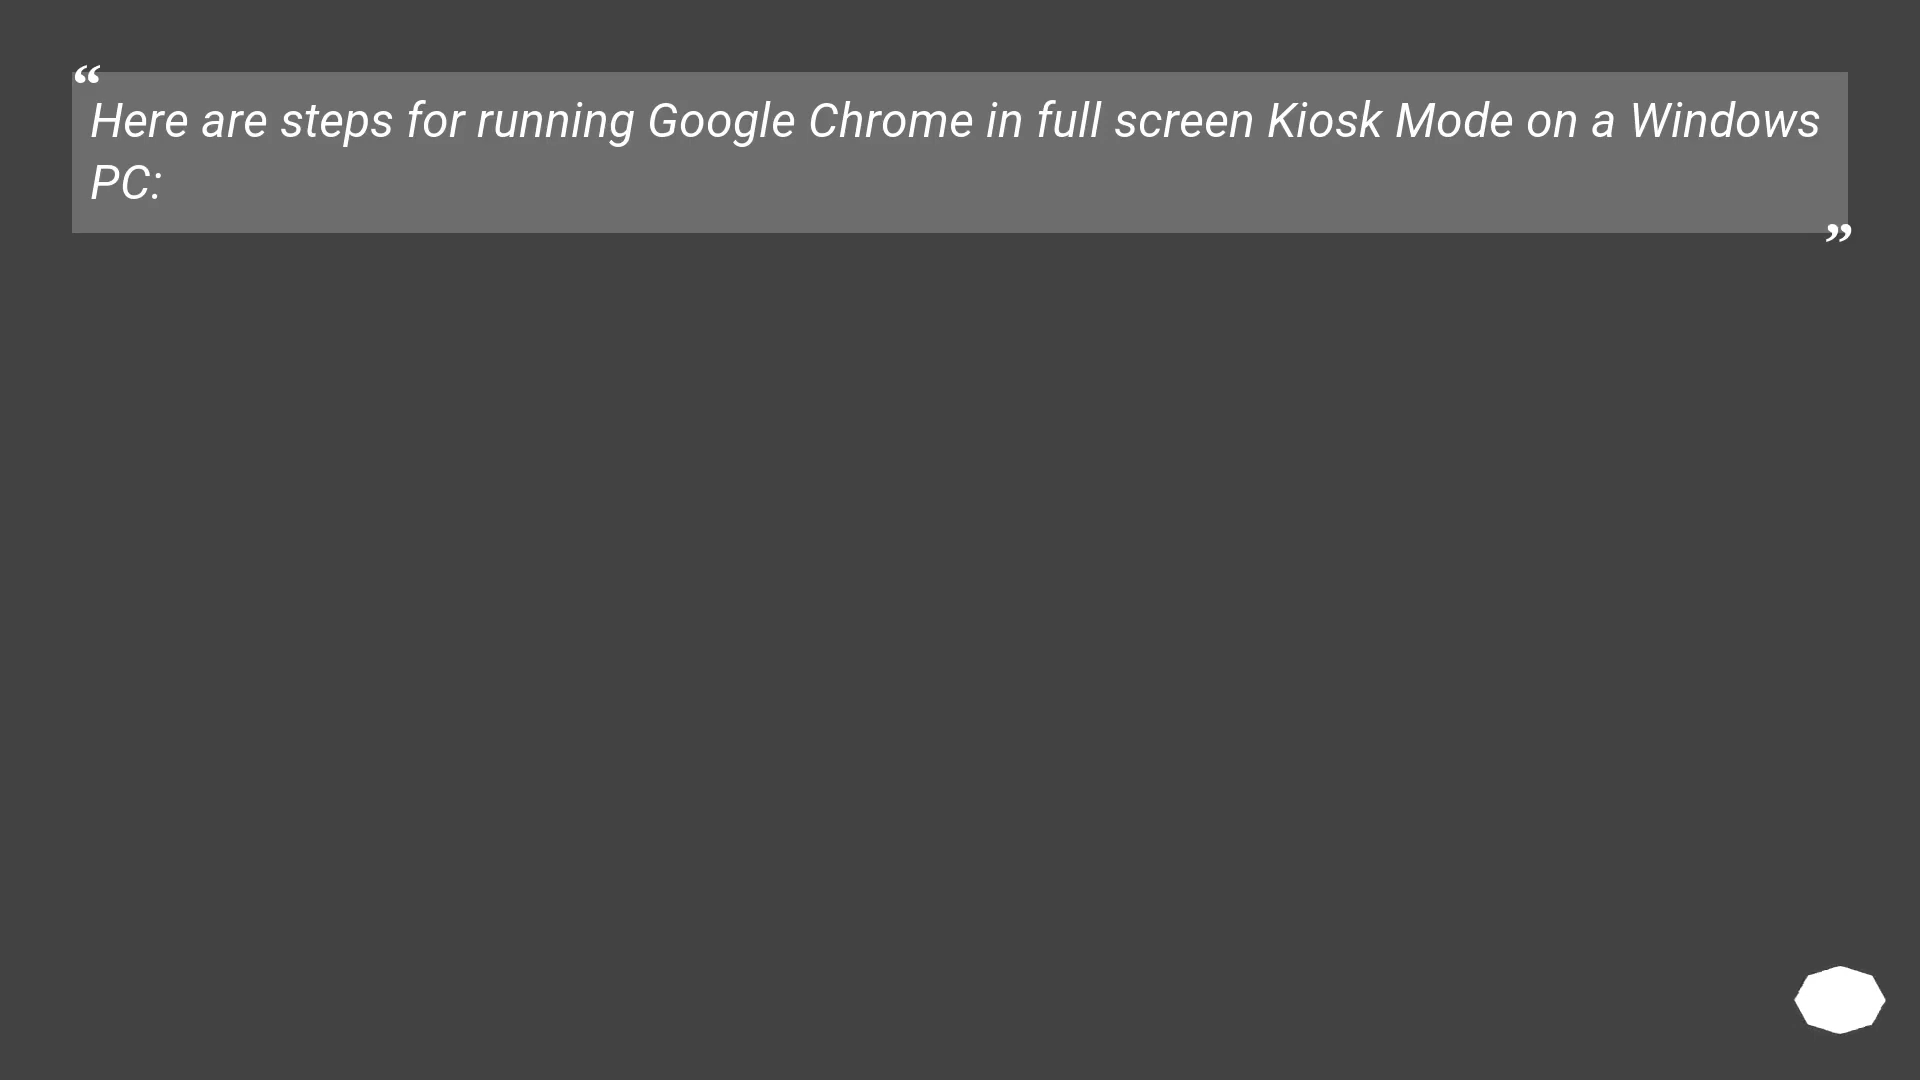 “
Here are steps for running Google Chrome in full screen Kiosk Mode on a Windows
PC:
”